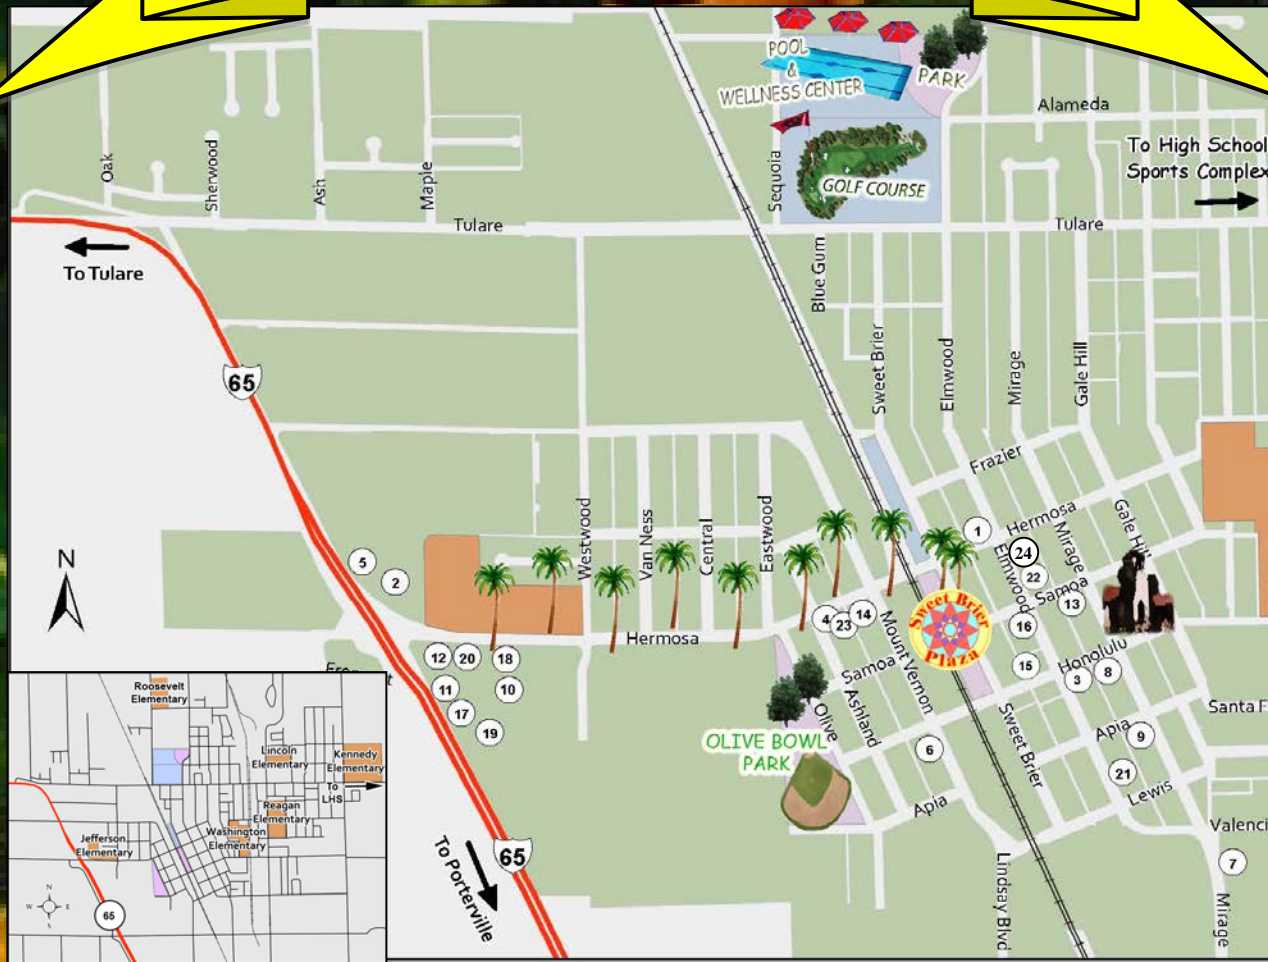 POOL
&
WELLNESS CENTER
PARK
Alameda
To High School
Sports Complex
Oak
Sherwood
Ash
Maple
Sequoia
GOLF COURSE
Tulare
Tulare
To Tulare
Blue Gum
Sweet Brier
Elmwood
Mirage
Gale Hill
65
Frazier
Westwood
Van Ness
Central
Eastwood
Hermosa
Mirage
Gale Hill
Elmwood
Samoa
1
24
22
13
16
15
Honolulu
3
8
N
5
2
Hermosa
4
23
14
Sweet Brier
Plaza
Mount Vernon
Samoa
Ashland
Olive
12
20
18
11
10
17
19
OLIVE BOWL
PARK
6
Apia
Sweet Brier
Apia
9
21
Lewis
Santa F
Valenci
7
Mirage
Lindsay Blvd
65
To Porterville
Roosevelt
Elementary
Lincoln
Elementary
Kennedy
Elementary
To
LHS
Reagan
Elementary
Washington
Elementary
Jefferson
Elementary
N
W
E
S
65